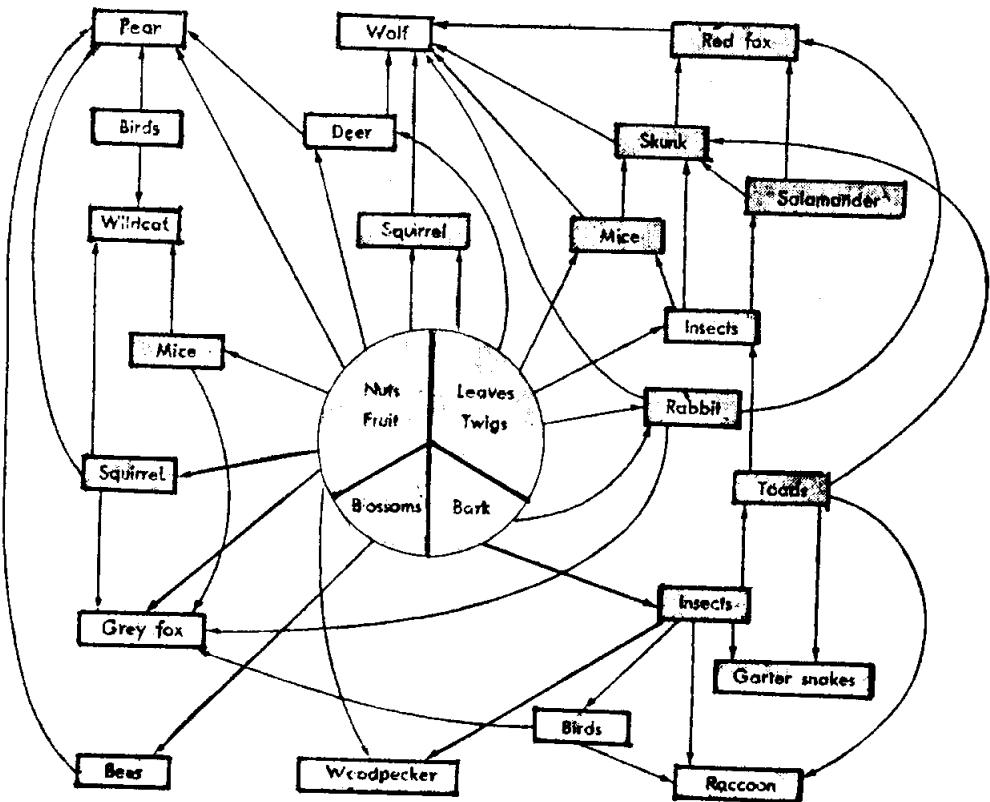 Pear
Wolf
Red fox
Birds
Deer
Skunk
Wildcat
Squirrel
Mice
Salamander
Mice
Insects
Nuts
Fruit
Leaves
Twigs
Rabbit
Squirrel
Blossoms
Bark
Toads
Grey fox
Insects
Garter snakes
Birds
Bees
Woodpecker
Raccoon